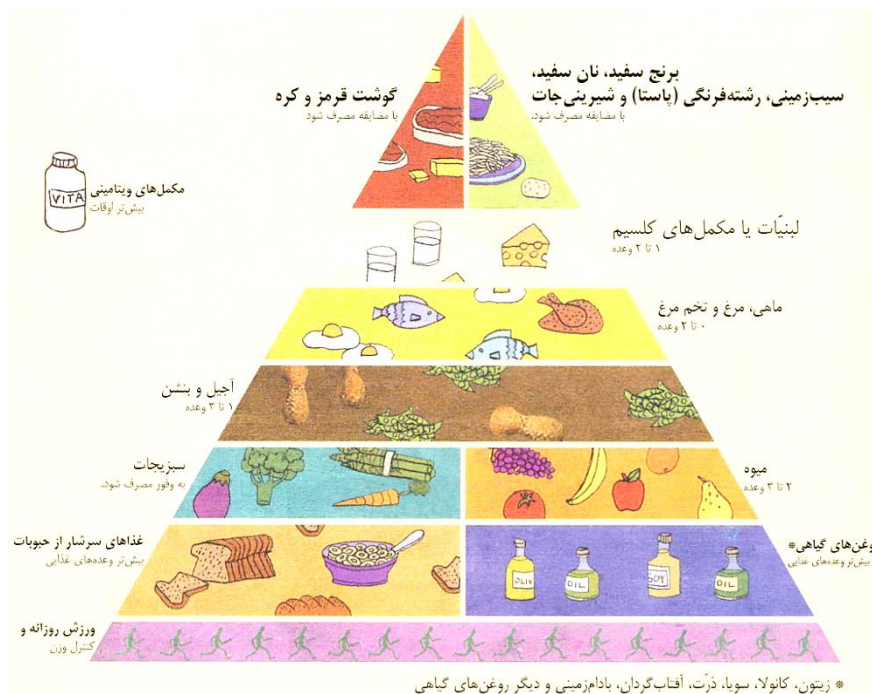 برنج سفید، نان سفید،
سیب‌زمینی، رشته‌فرنگی (پاستا) و شیرینی‌جات
با مضایقه مصرف شود.
گوشت قرمز و کره
با مضایقه مصرف شود.
مکمل‌های ویتامینی
بیش‌تر اوقات
VITA
لبنیّات یا مکمل‌های کلسیم
۱ تا ۲ وعده
ماهی، مرغ و تخم مرغ
۰ تا ۲ وعده
آجیل و بنشن
۱ تا ۳ وعده
میوه
۲ تا ۳ وعده
سبزیجات
به وفور مصرف شود.
وغن‌های گیاهی*
بیش‌تر وعده‌های غذایی
غذاهای سرشار از حبوبات
بیش‌تر وعده‌های غذایی
OLIV
OIL
SOY
OIL
ورزش روزانه و
کنترل وزن
* زیتون، کانولا، سویا، ذرّت، آفتاب‌گردان، بادام‌زمینی و دیگر روغن‌های گیاهی